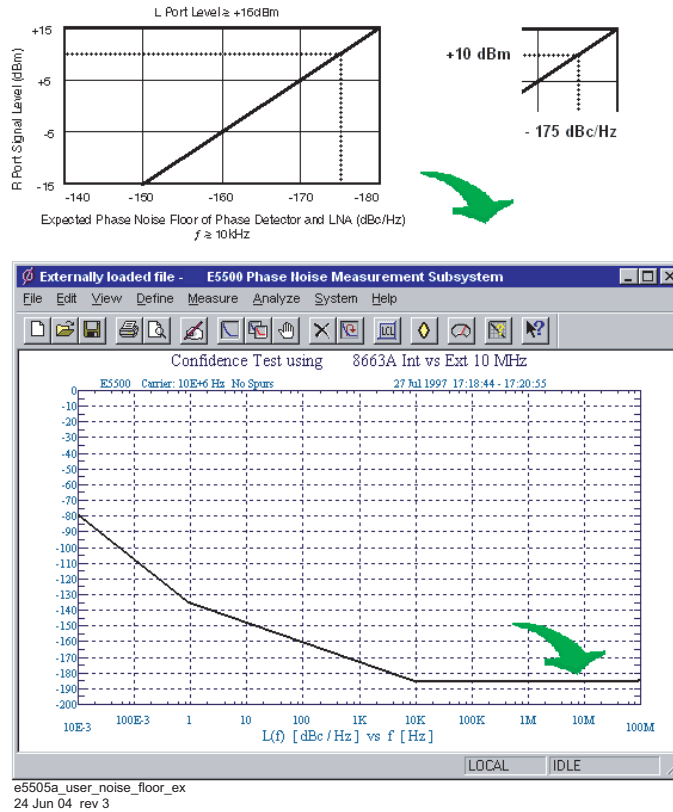 L Port Level ≥ +15dBm
+15
+5
-5
-15
R Port Signal Level (dBm)
-140 -150 -160 -170 -180
Expected Phase Noise Floor of Phase Detector and LNA (dBc/Hz)
f ≥ 10kHz
+10 dBm
- 175 dBc/Hz
Externally loaded file - E5500 Phase Noise Measurement Subsystem
File Edit View Define Measure Analyze System Help
LCL
Confidence Test using 8663A Int vs Ext 10 MHz
E5500 Carrier: 10E+6 Hz No Spurs 27 Jul 1997 17:18:44 - 17:20:55
0
-10
-20
-30
-40
-50
-60
-70
-80
-90
-100
-110
-120
-130
-140
-150
-160
-170
-180
-190
-200
10E-3 100E-3 1 10 100 1K 10K 100K 1M 10M 100M
L(f) [ dBc / Hz ] vs f [ Hz ]
LOCAL IDLE
e5505a_user_noise_floor_ex
24 Jun 04 rev 3